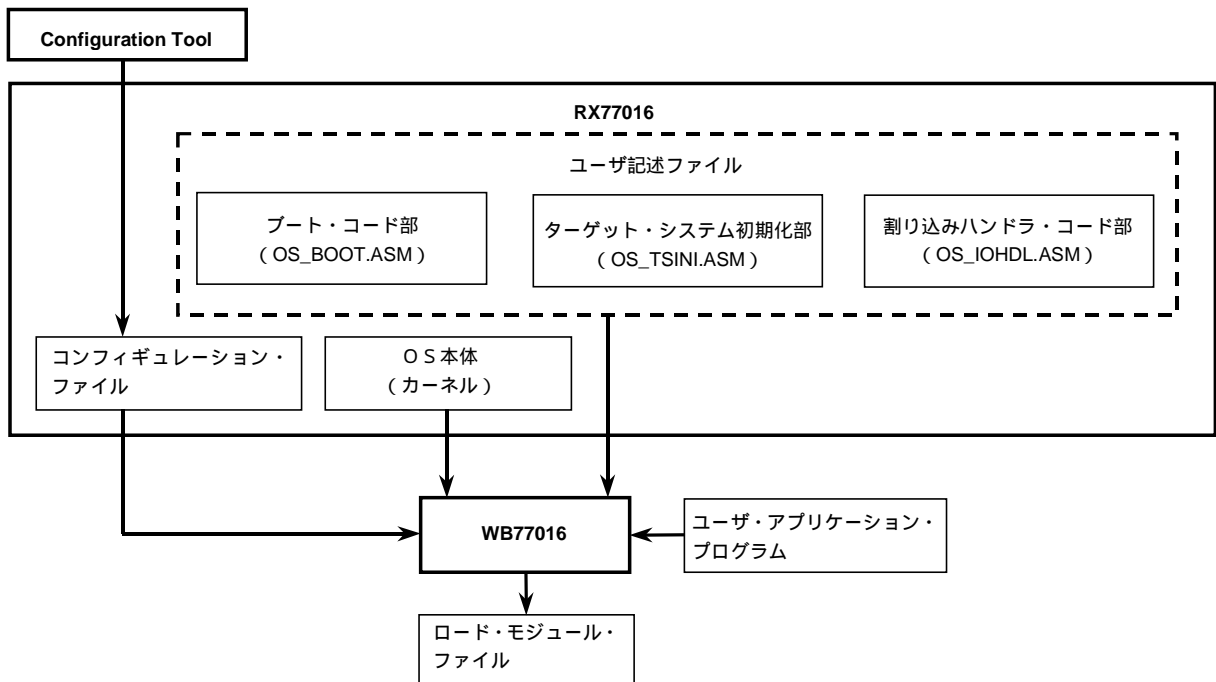 Configuration Tool
RX77016
ユーザ記述ファイル
ブート・コード部
（OS_BOOT.ASM）
ターゲット・システム初期化部
（OS_TSINI.ASM）
割り込みハンドラ・コード部
（OS_IOHDL.ASM）
コンフィギュレーション・
ファイル
ＯＳ本体
（カーネル）
WB77016
ユーザ・アプリケーション・
プログラム
ロード・モジュール・
ファイル